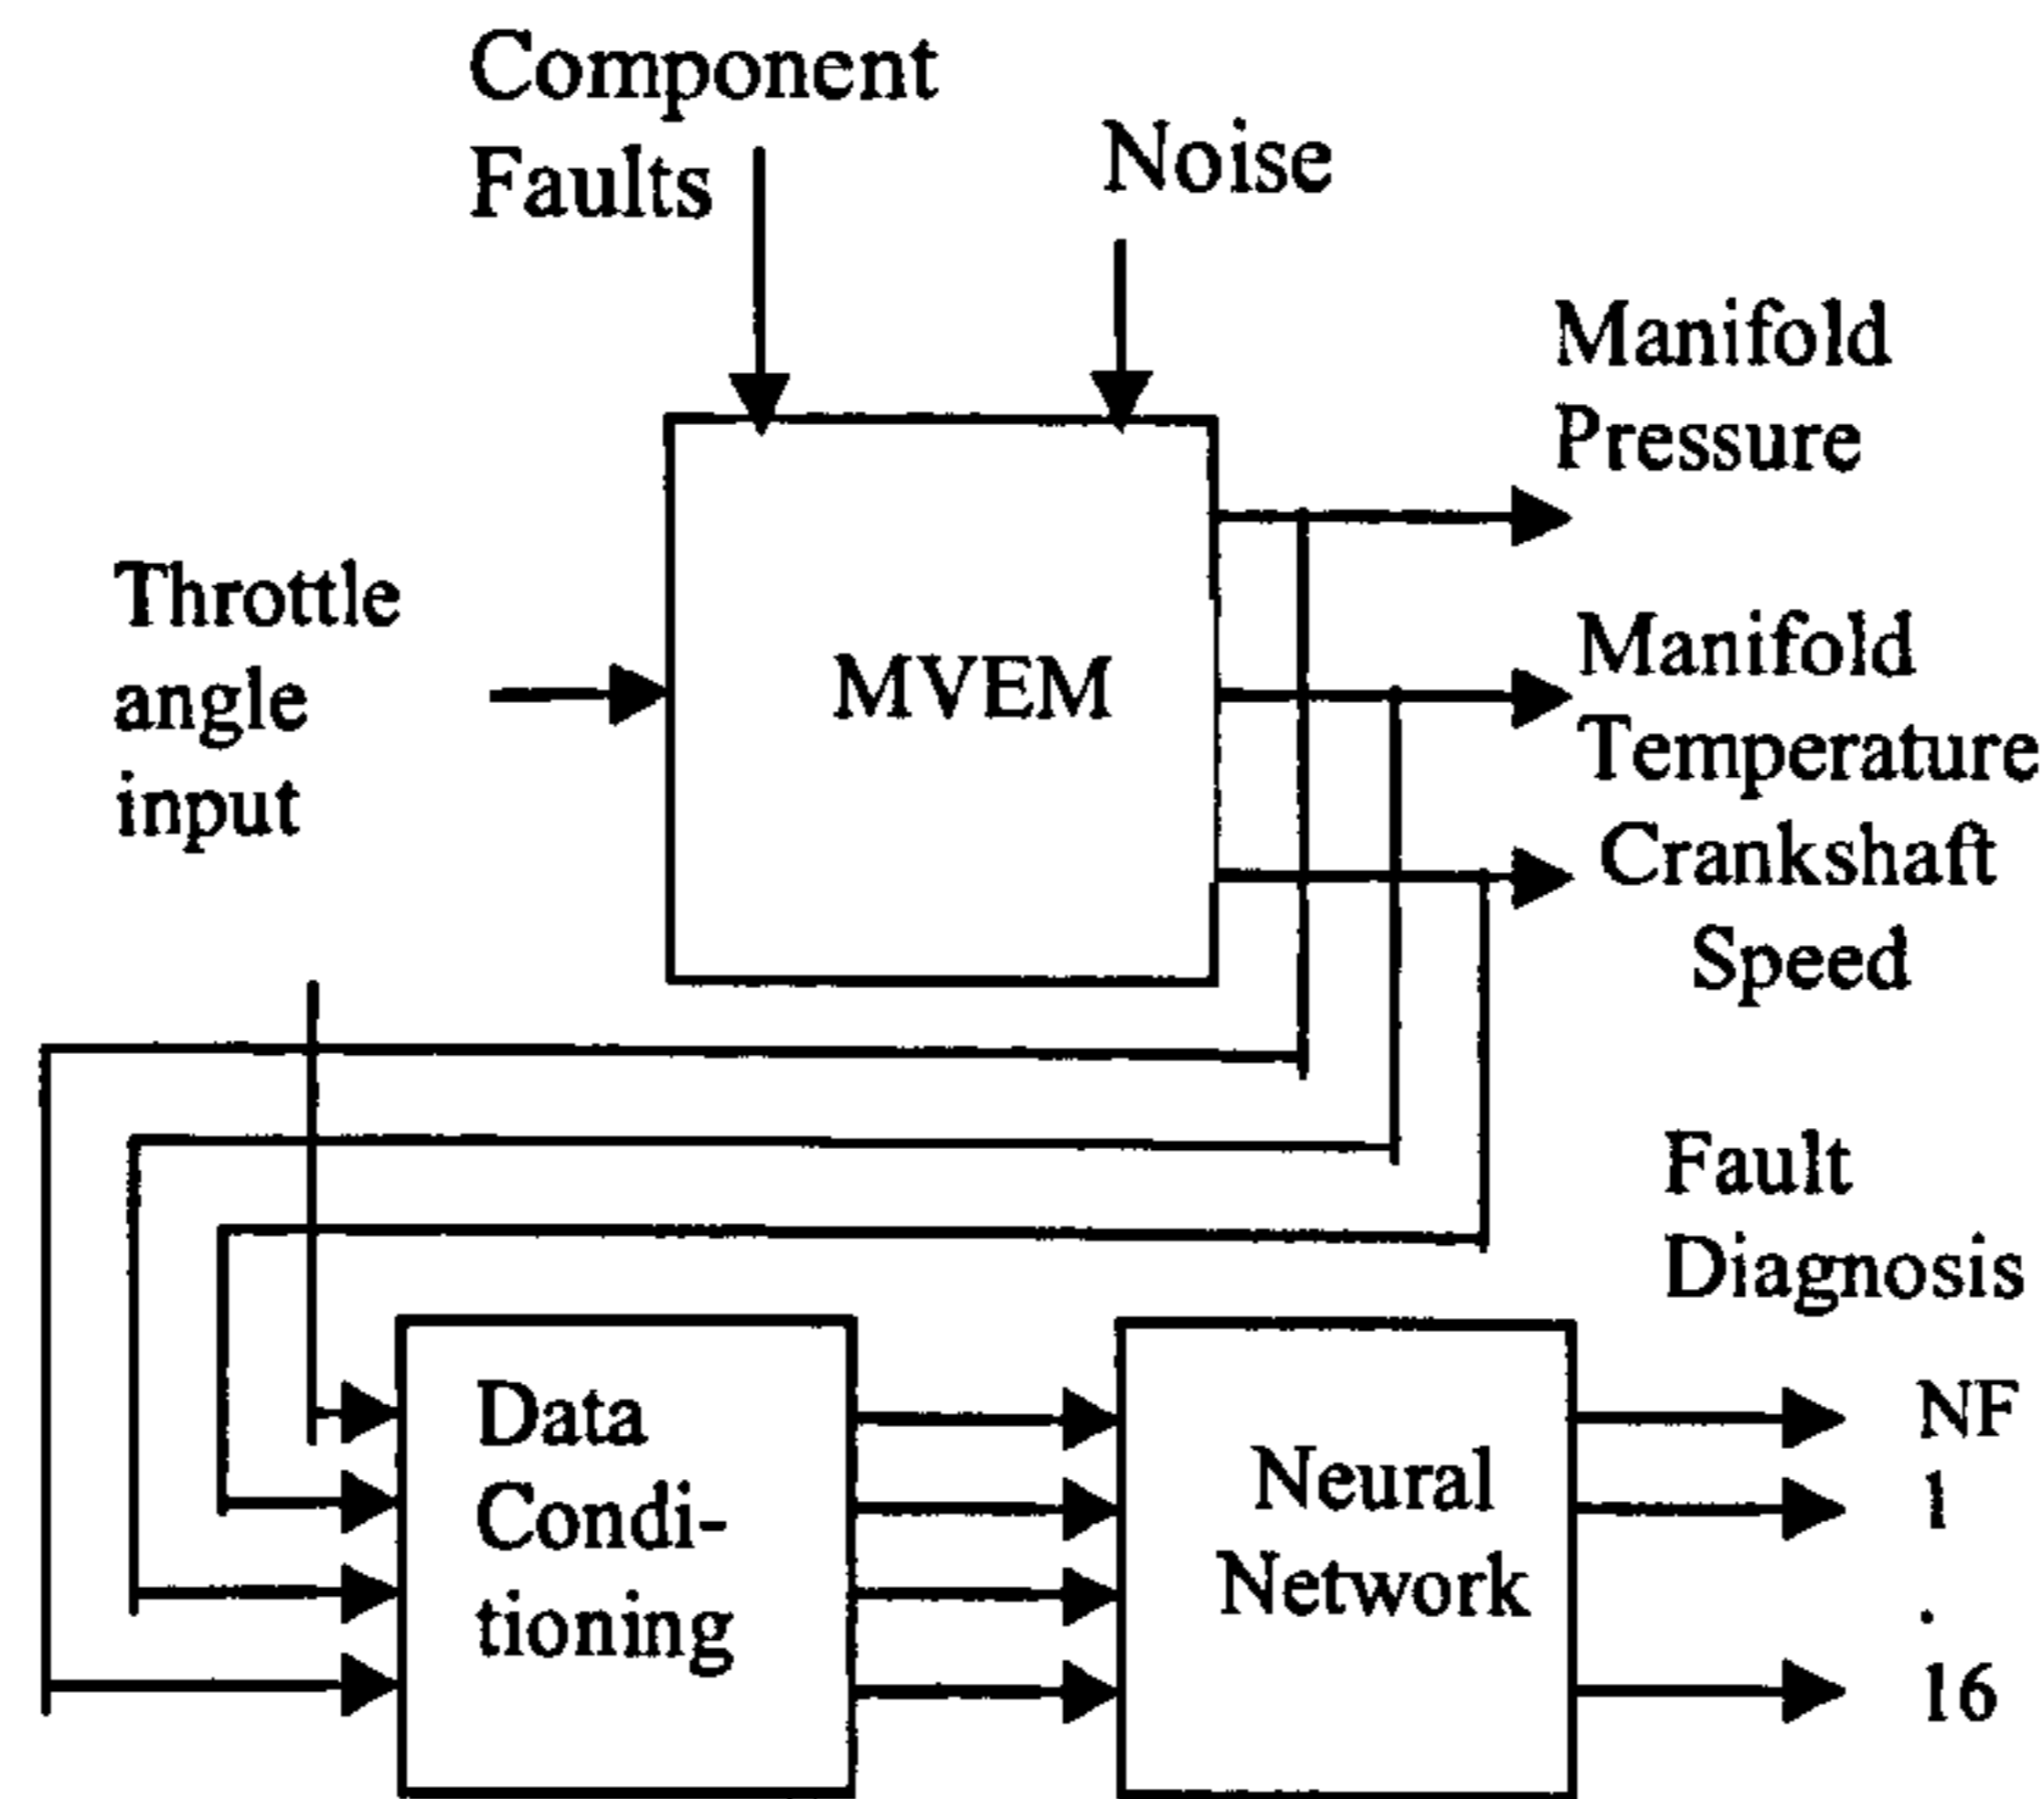 Component
Faults
Noise
Manifold
Pressure
Throttle
angle
input
MVEM
Manifold
Temperature
Crankshaft
Speed
Fault
Diagnosis
Data
Condi-
tioning
Neural
Network
NF
1
.
16